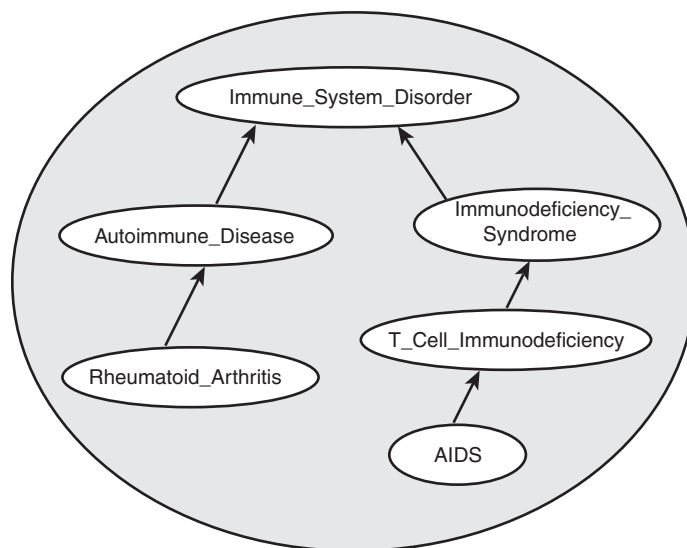 Immune_System_Disorder
Autoimmune_Disease
Immunodeficiency_
Syndrome
T_Cell_Immunodeficiency
Rheumatoid_Arthritis
AIDS